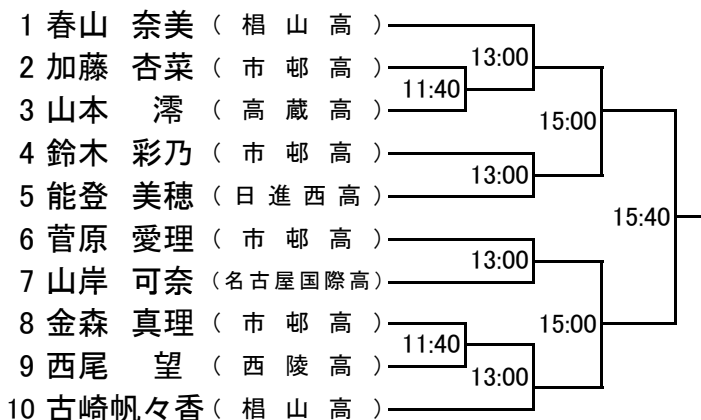 1 春山 奈美 ( 椙 山 高 )
13:00
2 加藤 杏菜 ( 市 邨 高 )
11:40
3 山本 澪 ( 高 蔵 高 )
15:00
4 鈴木 彩乃 ( 市 邨 高 )
13:00
5 能登 美穂 ( 日 進 西 高 )
15:40
6 菅原 愛理 ( 市 邨 高 )
13:00
7 山岸 可奈 (名古屋国際高)
8 金森 真理 ( 市 邨 高 )
15:00
11:40
9 西尾 望 ( 西 陵 高 )
13:00
10 古崎帆々香 ( 椙 山 高 )